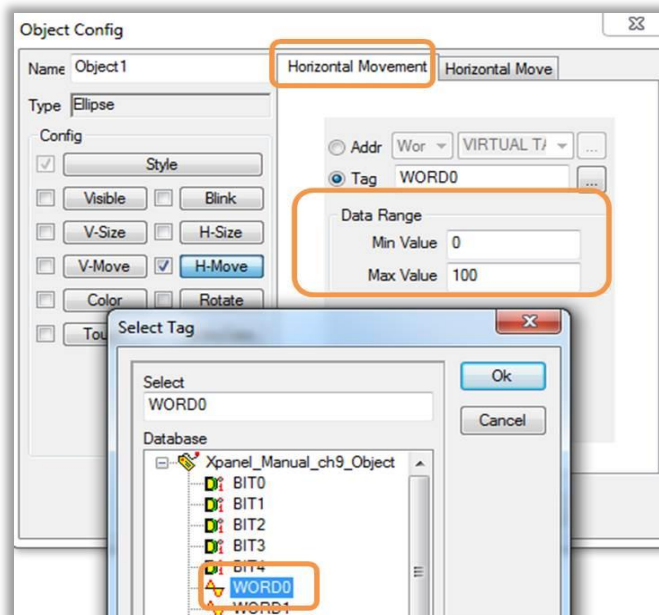 Object Config
Name Object1
Type Ellipse
Config
Style
Visible Blink
V-Size H-Size
V-Move H-Move
Color Rotate
Horizontal Movement Horizontal Move
Addr Wor VIRTUAL ...
Tag WORD0 ...
Data Range
Min Value 0
Max Value 100
Select Tag
Select
WORD0
Ok
Cancel
Database
Xpanel_Manual_ch9_Object
BIT0
BIT1
BIT2
BIT3
BIT4
WORD0
WORD1